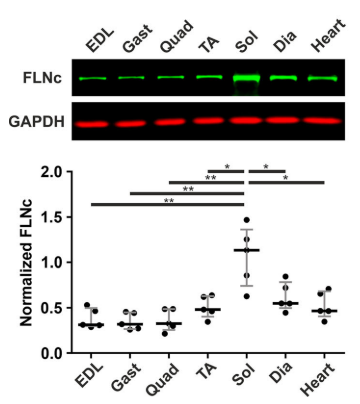 EDL Gast Quad TA Sol Dia Heart
FLNc
GAPDH
2.0
1.5
1.0
0.5
0.0
Normalized FLNc
* *
** *
**
**
EDL Gast Quad TA Sol Dia Heart